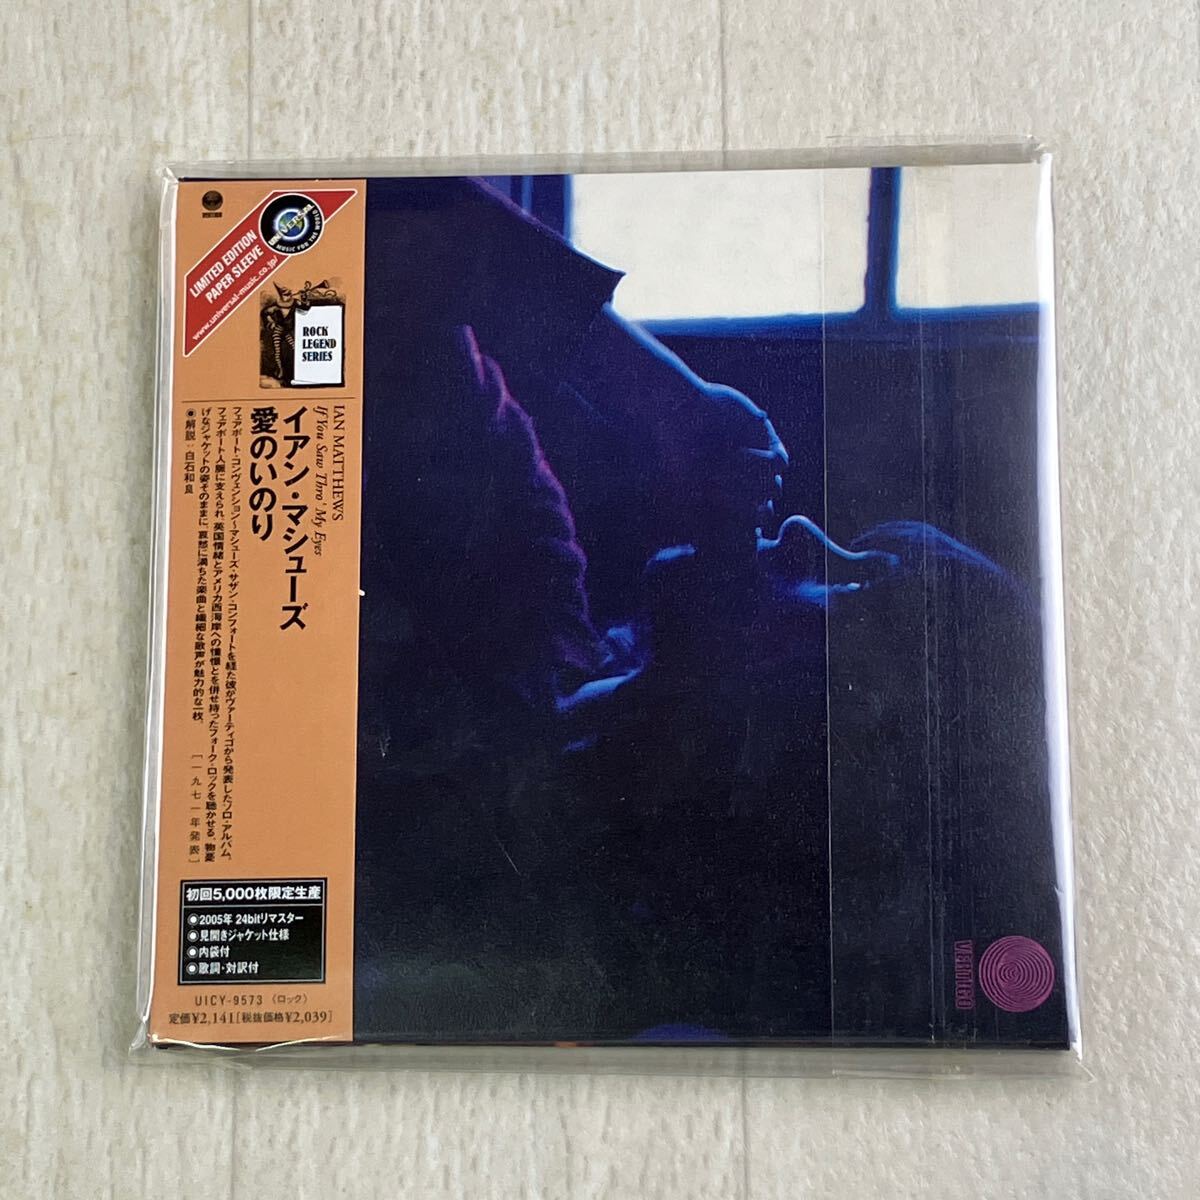 LIMITED EDITION
PAPER SLEEVE
www.universal-music.co.jp/
UNIVERSAL
MUSIC FOR THE WORLD
ROCK
LEGEND
SERIES
IAN MATTHEWS
If You Saw Thro' My Eyes
イアン・マシューズ
愛のいのり
フェアポート・コンヴェンション~マシューズ・サザン・コンフォートを経た彼がヴァーティゴから発表したソロ・アルバム。
フェアポート人脈に支えられ、英国情緒とアメリカ西海岸への憧憬とを併せ持ったフォーク・ロックを聴かせる。物憂
げなジャケットの姿そのままに、哀愁に満ちた楽曲と繊細な歌声が魅力的な一枚。
[一九七一年発表]
●解説:白石和良
初回5,000枚限定生産
●2005年 24bitリマスター
●見開きジャケット仕様
●内袋付
●歌詞・対訳付
UICY-9573 〈ロック〉
定価¥2,141[税抜価格¥2,039]
VERTIGO